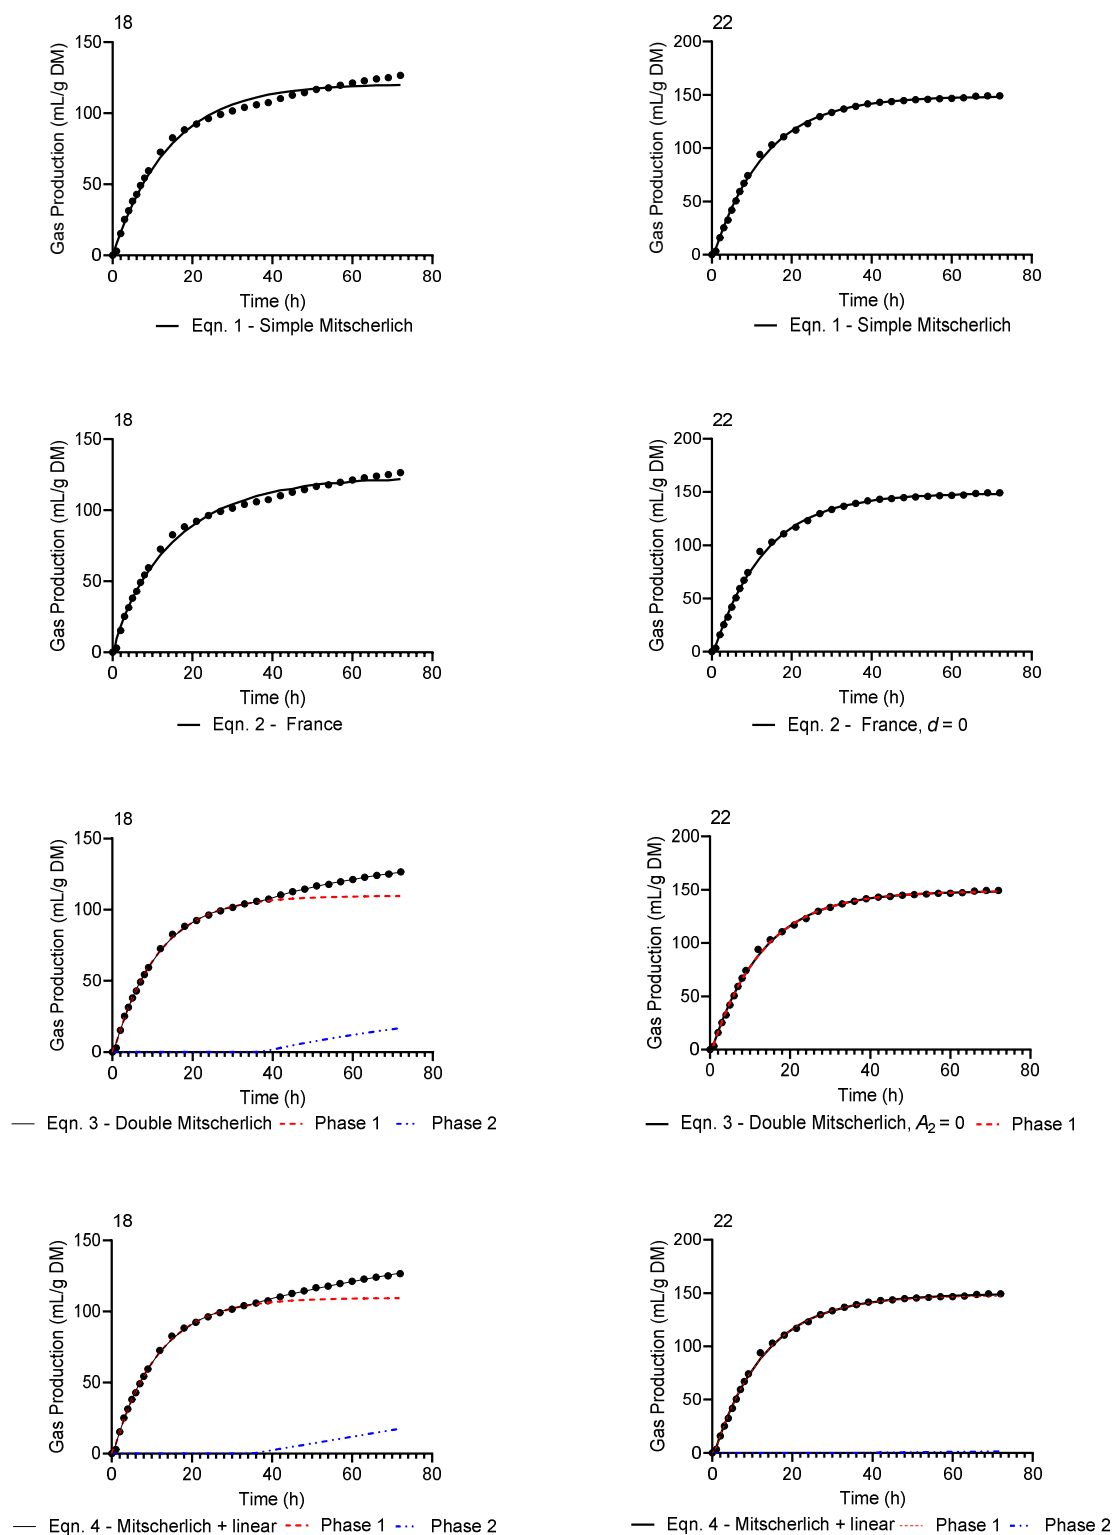 18
150
100
50
0
Gas Production (mL/g DM)
0 20 40 60 80
Time (h)
Eqn. 1 - Simple Mitscherlich
22
200
150
100
50
0
Gas Production (mL/g DM)
0 20 40 60 80
Time (h)
Eqn. 1 - Simple Mitscherlich
18
150
100
50
0
Gas Production (mL/g DM)
0 20 40 60 80
Time (h)
Eqn. 2 - France
22
200
150
100
50
0
Gas Production (mL/g DM)
0 20 40 60 80
Time (h)
Eqn. 2 - France, d = 0
18
150
100
50
0
Gas Production (mL/g DM)
0 20 40 60 80
Time (h)
Eqn. 3 - Double Mitscherlich Phase 1 Phase 2
22
200
150
100
50
0
Gas Production (mL/g DM)
0 20 40 60 80
Time (h)
Eqn. 3 - Double Mitscherlich, A2 = 0 Phase 1
18
150
100
50
0
Gas Production (mL/g DM)
0 20 40 60 80
Time (h)
Eqn. 4 - Mitscherlich + linear Phase 1 Phase 2
22
200
150
100
50
0
Gas Production (mL/g DM)
0 20 40 60 80
Time (h)
Eqn. 4 - Mitscherlich + linear Phase 1 Phase 2